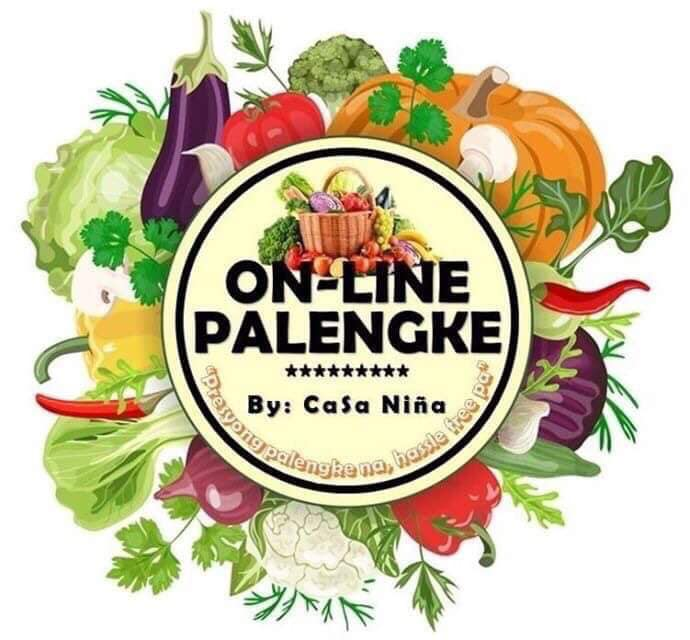 ON-LINE
PALENGKE
*********
By: CaSa Niña
"Presyong palengke na, hassle free pa"